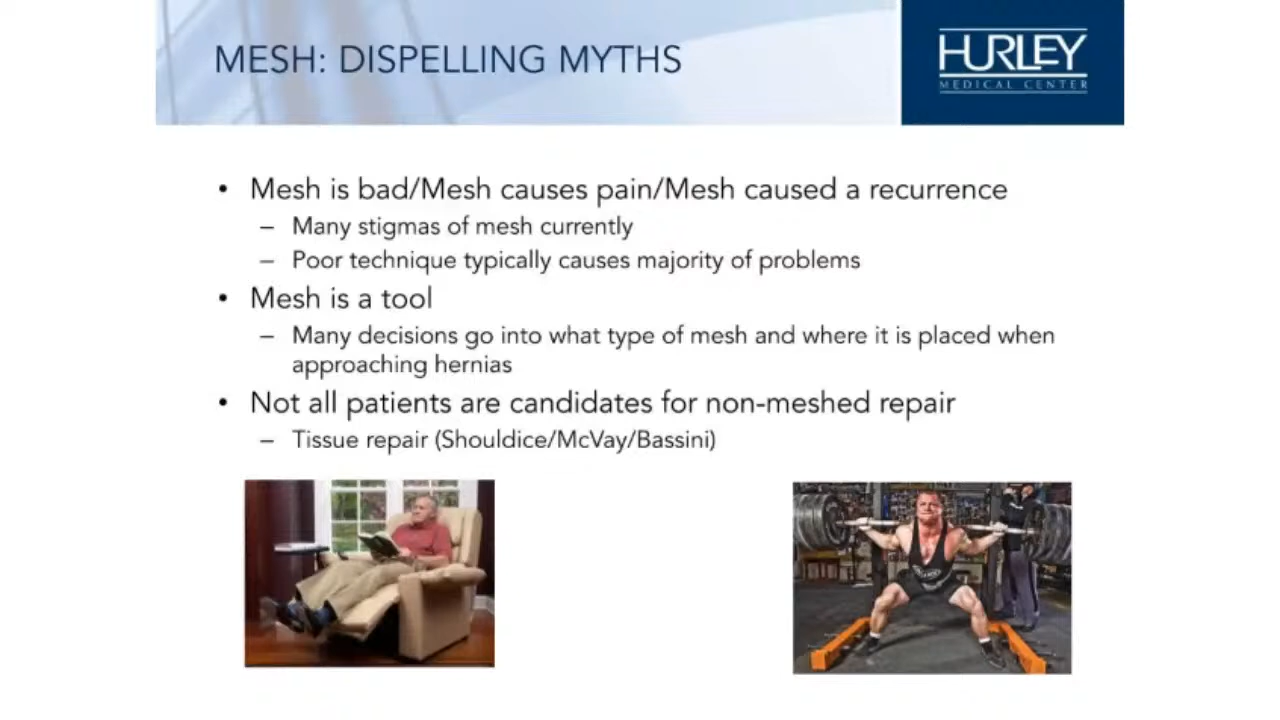 MESH: DISPELLING MYTHS
HURLEY
MEDICAL CENTER
• Mesh is bad/Mesh causes pain/Mesh caused a recurrence
– Many stigmas of mesh currently
– Poor technique typically causes majority of problems
• Mesh is a tool
– Many decisions go into what type of mesh and where it is placed when
approaching hernias
• Not all patients are candidates for non-meshed repair
– Tissue repair (Shouldice/McVay/Bassini)